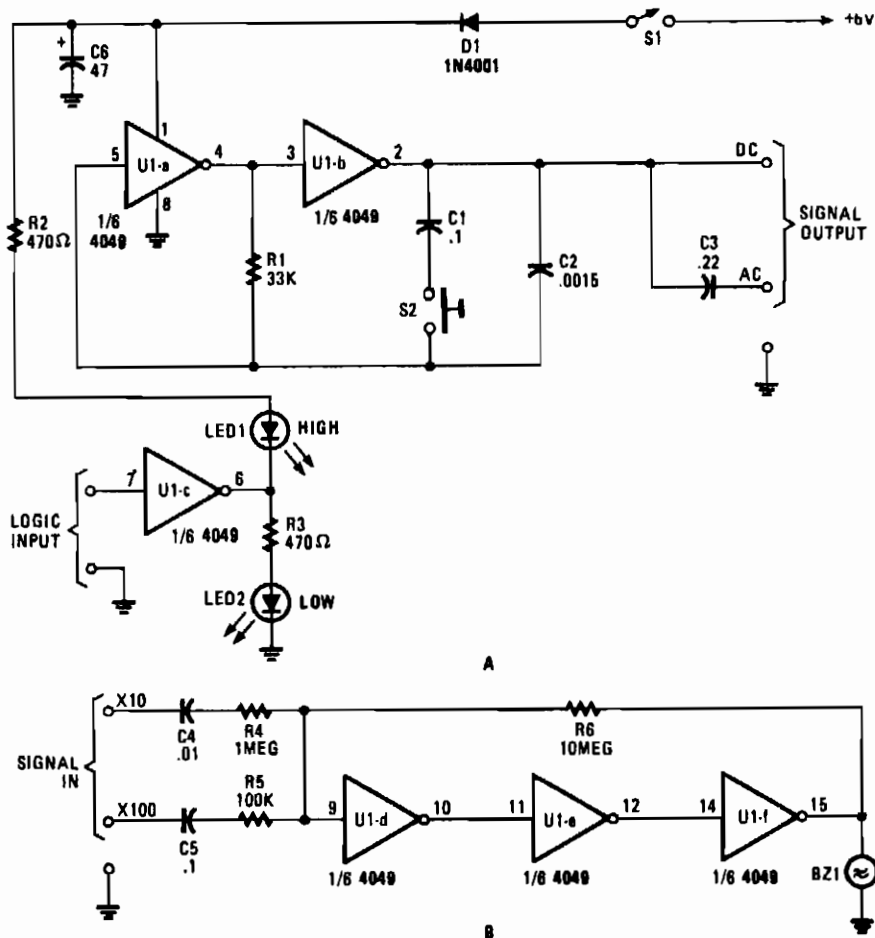 +6V
S1
D1
1N4001
+
C6
47
1
5
U1-a
4
8
1/6
4049
3
U1-b
2
1/6 4049
DC
SIGNAL
OUTPUT
C1
.1
C2
.0015
C3
.22
AC
R2
470Ω
R1
33K
S2
LED1
HIGH
7
U1-c
6
LOGIC
INPUT
1/6 4049
R3
470Ω
LED2
LOW
A
X10
C4
.01
R4
1MEG
R6
10MEG
SIGNAL
IN
X100
C5
.1
R5
100K
9
U1-d
10
11
U1-e
12
14
U1-f
15
1/6 4049
1/6 4049
1/6 4049
BZ1
B